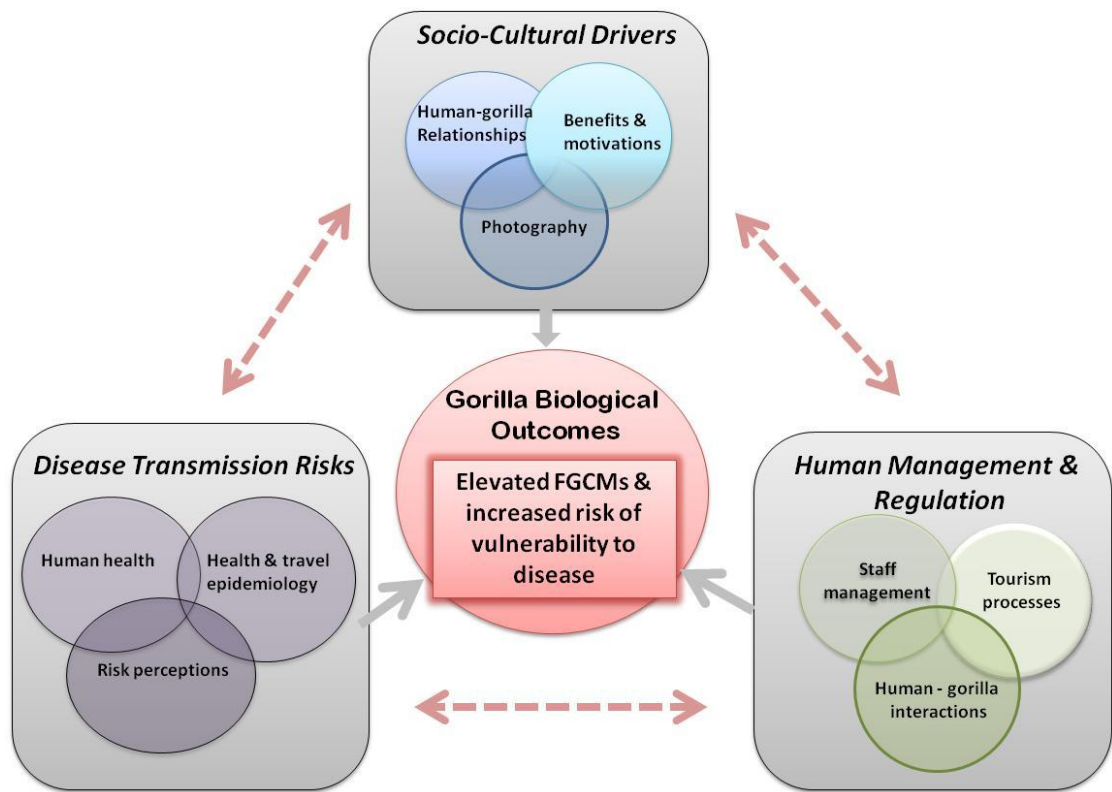 Socio-Cultural Drivers
Human-gorilla
Relationships
Benefits &
motivations
Photography
Gorilla Biological
Outcomes
Elevated FGCMs &
increased risk of
vulnerability to
disease
Disease Transmission Risks
Human health
Health & travel
epidemiology
Risk perceptions
Human Management &
Regulation
Staff
management
Tourism
processes
Human - gorilla
interactions